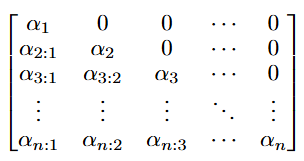 α₁ 0 0 ⋯ 0
α₂:₁ α₂ 0 ⋯ 0
α₃:₁ α₃:₂ α₃ ⋯ 0
⋮ ⋮ ⋮ ⋱ ⋮
αₙ:₁ αₙ:₂ αₙ:₃ ⋯ αₙ